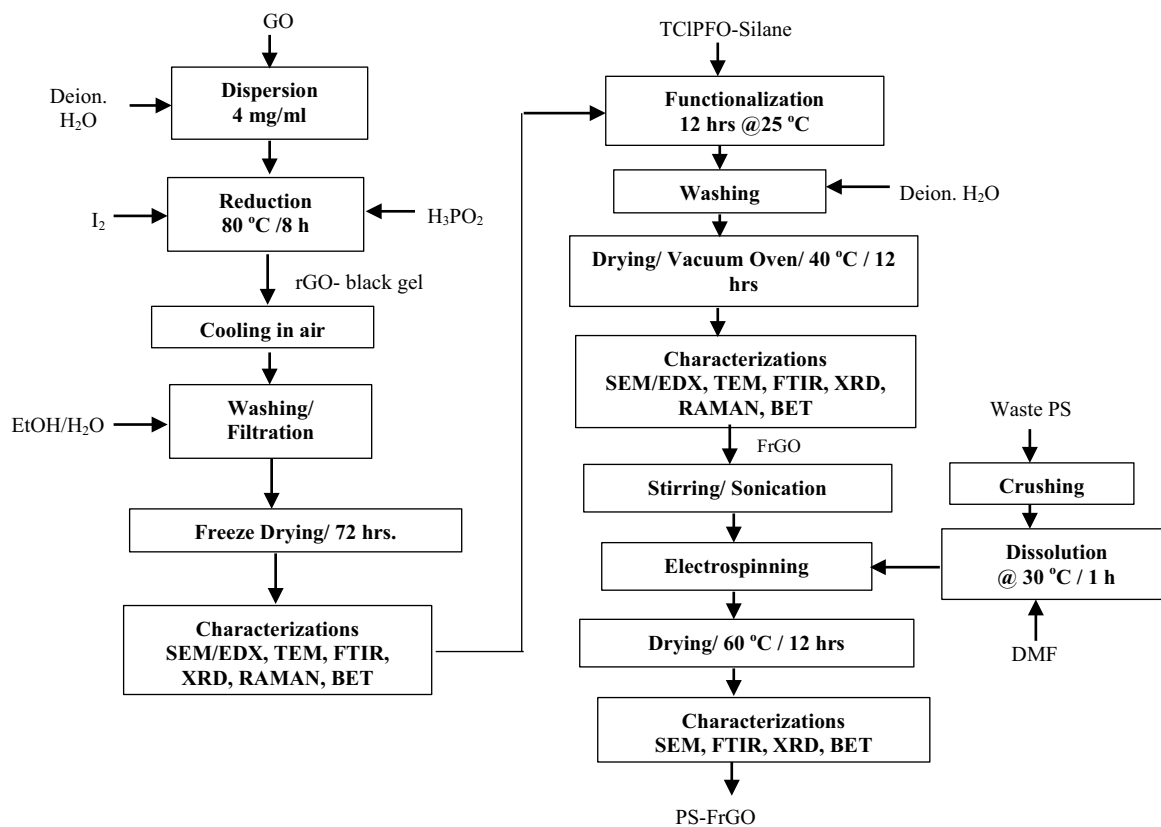 GO
Deion.
H₂O
Dispersion
4 mg/ml
I₂
Reduction
80 °C /8 h
H₃PO₂
rGO- black gel
Cooling in air
EtOH/H₂O
Washing/
Filtration
Freeze Drying/ 72 hrs.
Characterizations
SEM/EDX, TEM, FTIR,
XRD, RAMAN, BET
TClPFO-Silane
Functionalization
12 hrs @25 °C
Washing
Deion. H₂O
Drying/ Vacuum Oven/ 40 °C / 12
hrs
Characterizations
SEM/EDX, TEM, FTIR, XRD,
RAMAN, BET
FrGO
Stirring/ Sonication
Waste PS
Crushing
Dissolution
@ 30 °C / 1 h
DMF
Electrospinning
Drying/ 60 °C / 12 hrs
Characterizations
SEM, FTIR, XRD, BET
PS-FrGO